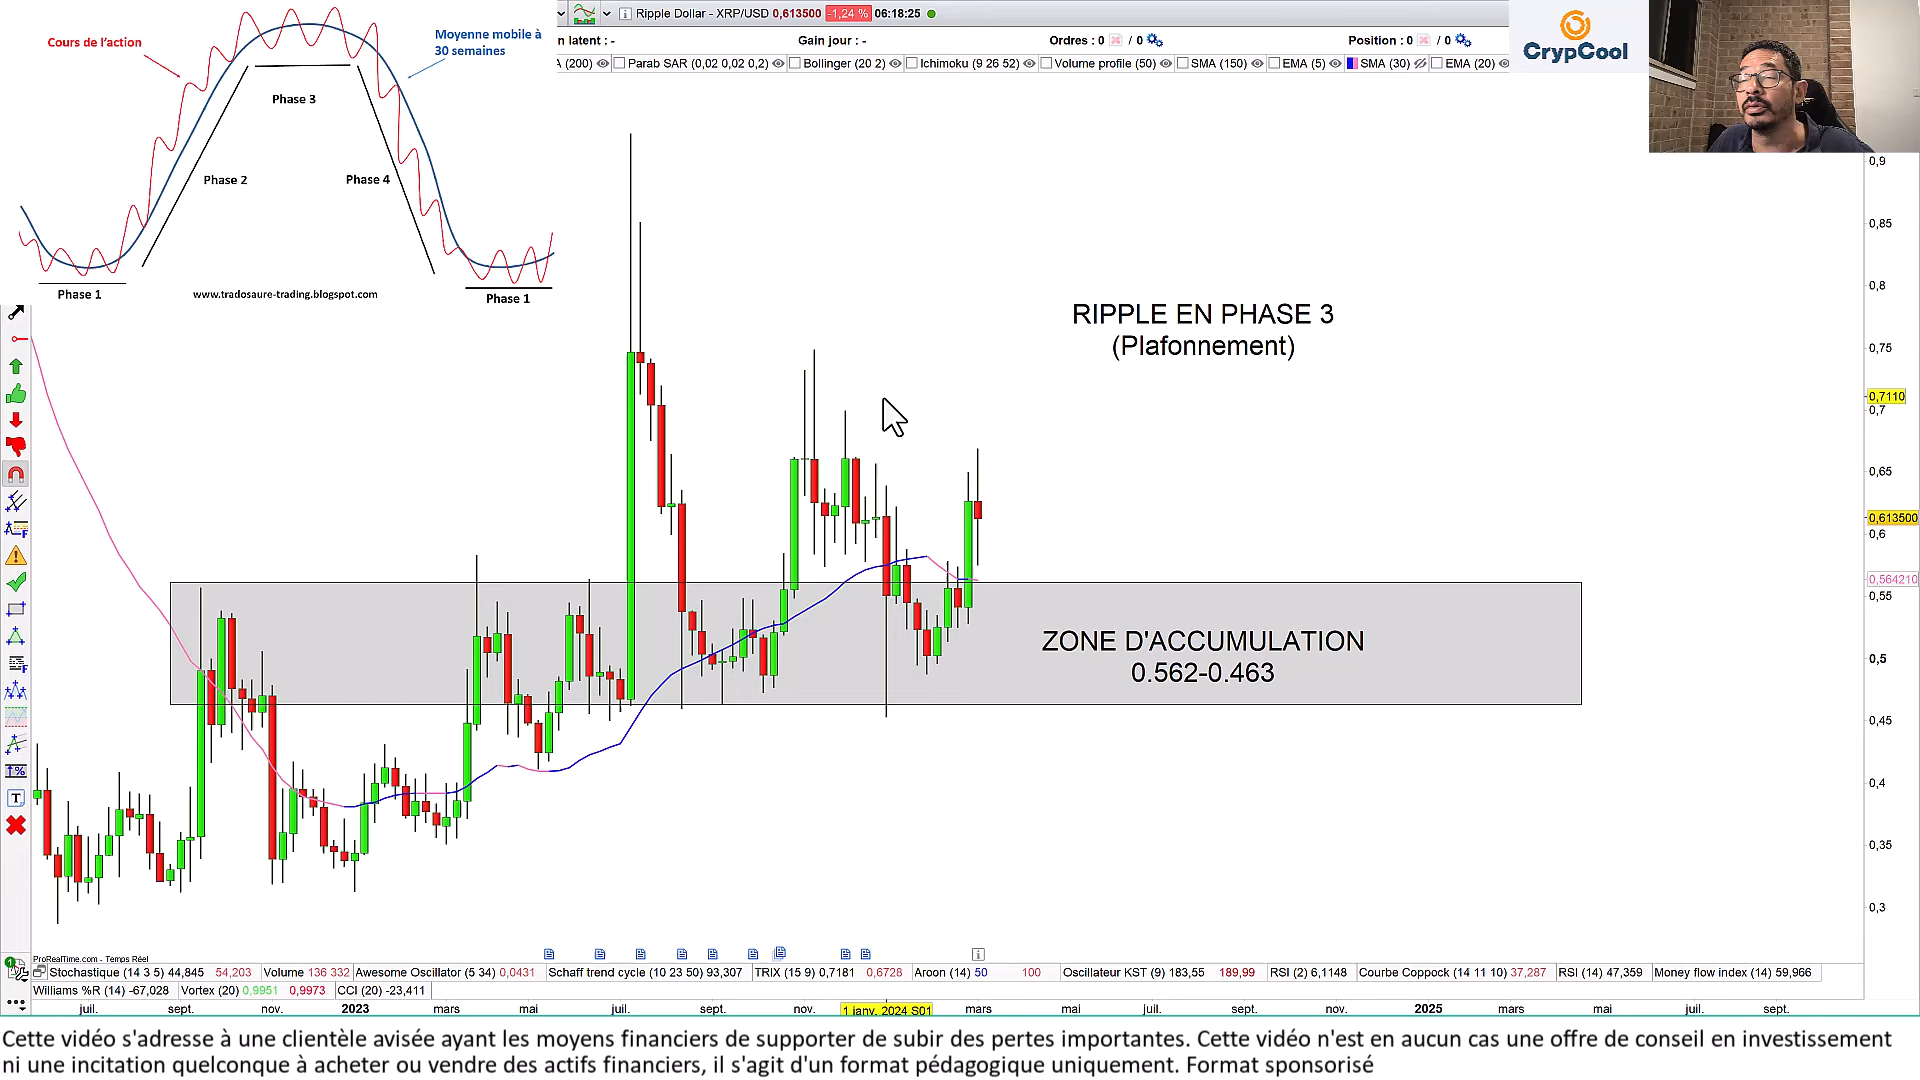 Cours de l'action
Moyenne mobile à
30 semaines
Phase 3
Phase 2
Phase 4
Phase 1
www.tradosaure-trading.blogspot.com
Phase 1
Ripple Dollar - XRP/USD 0,613500 -1,24 % 06:18:25
n latent : -
Gain jour : -
Ordres : 0 / 0
Position : 0 / 0
A (200) Parab SAR (0,02 0,02 0,2) Bollinger (20 2) Ichimoku (9 26 52) Volume profile (50) SMA (150) EMA (5) SMA (30) EMA (20)
CrypCool
RIPPLE EN PHASE 3
(Plafonnement)
ZONE D'ACCUMULATION
0.562-0.463
0,9
0,85
0,8
0,75
0,7110
0,7
0,65
0,613500
0,6
0,564210
0,55
0,5
0,45
0,4
0,35
0,3
ProRealTime.com - Temps Réel
Stochastique (14 3 5) 44,845 54,203 Volume 136 332 Awesome Oscillator (5 34) 0,0431 Schaff trend cycle (10 23 50) 93,307 TRIX (15 9) 0,7181 0,6728 Aroon (14) 50 100 Oscillateur KST (9) 183,55 189,99 RSI (2) 6,1148 Courbe Coppock (14 11 10) 37,287 RSI (14) 47,359 Money flow index (14) 59,966
Williams %R (14) -67,028 Vortex (20) 0,9951 0,9973 CCI (20) -23,411
juil. sept. nov. 2023 mars mai juil. sept. nov. 1 janv. 2024 S01 mars mai juil. sept. nov. 2025 mars mai juil. sept.
Cette vidéo s'adresse à une clientèle avisée ayant les moyens financiers de supporter de subir des pertes importantes. Cette vidéo n'est en aucun cas une offre de conseil en investissement
ni une incitation quelconque à acheter ou vendre des actifs financiers, il s'agit d'un format pédagogique uniquement. Format sponsorisé